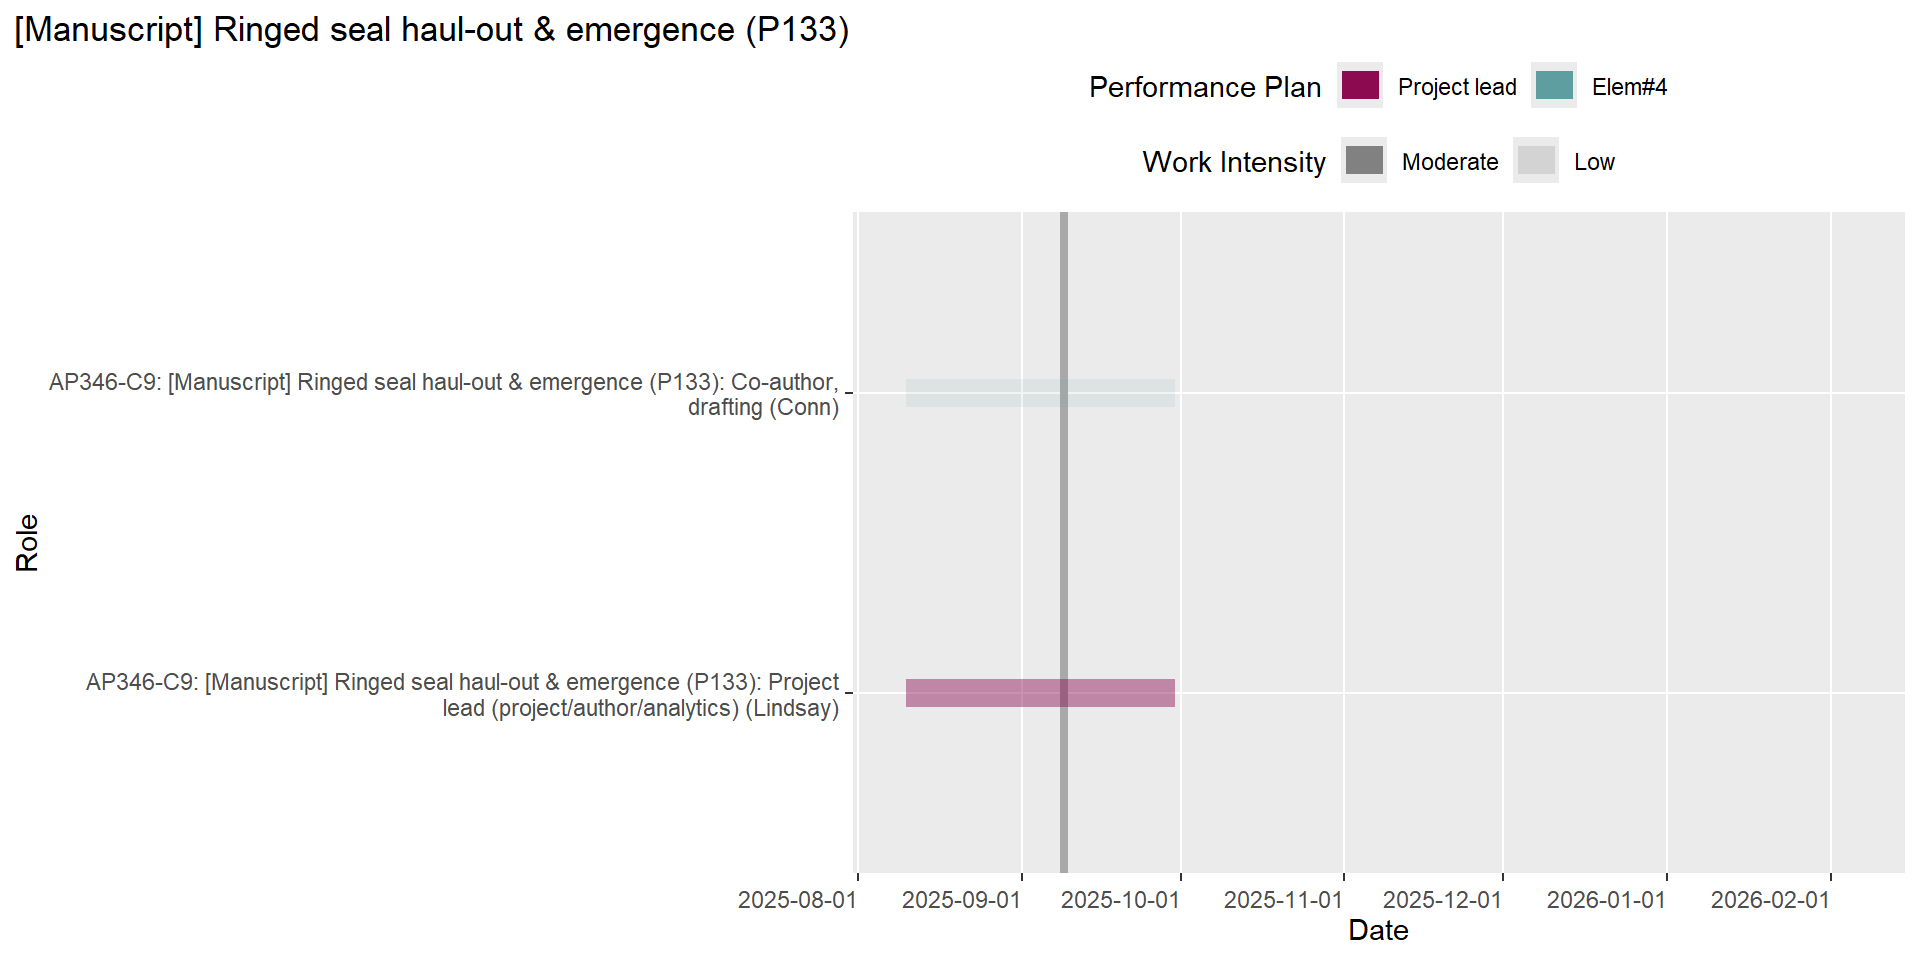 [Manuscript] Ringed seal haul-out & emergence (P133)
Performance Plan Project lead Elem#4
Work Intensity Moderate Low
AP346-C9: [Manuscript] Ringed seal haul-out & emergence (P133): Co-author,
drafting (Conn)
Role
AP346-C9: [Manuscript] Ringed seal haul-out & emergence (P133): Project
lead (project/author/analytics) (Lindsay)
2025-08-01 2025-09-01 2025-10-01 2025-11-01 2025-12-01 2026-01-01 2026-02-01
Date